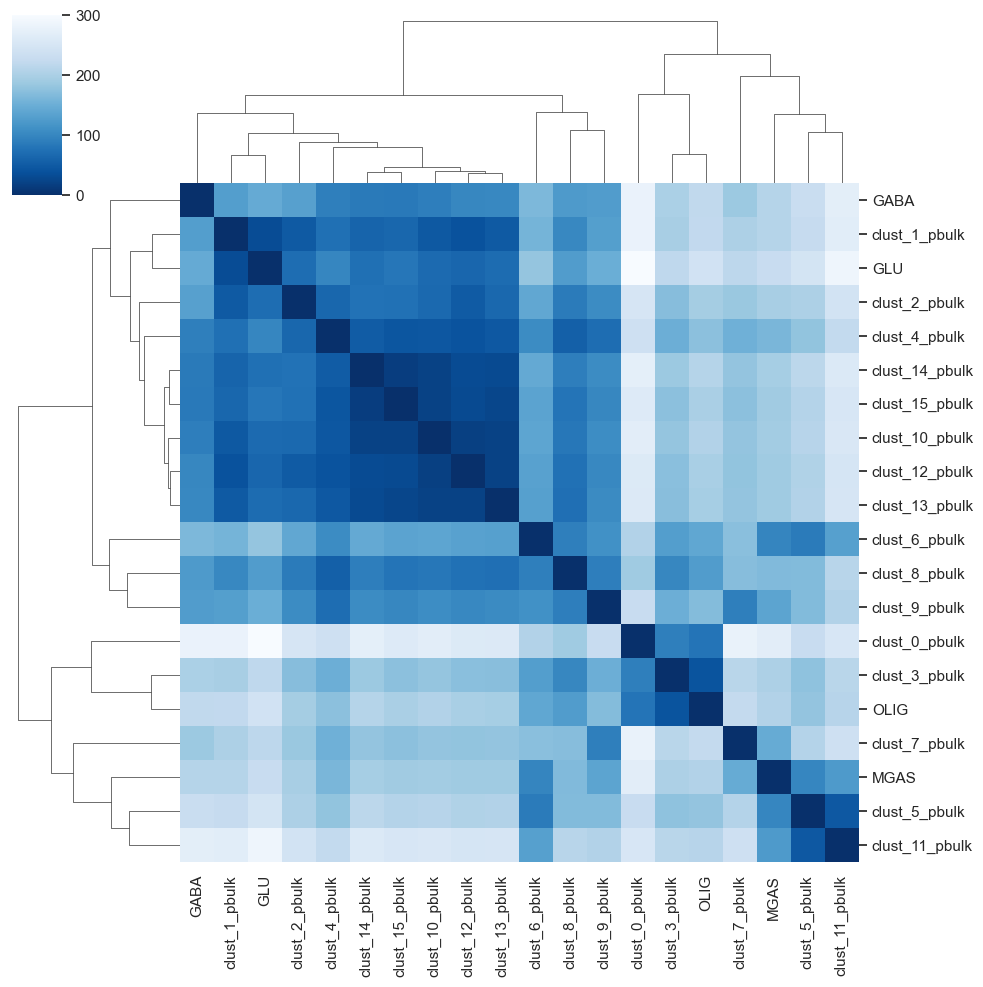 300
200
100
0
GABA
clust_1_pbulk
GLU
clust_2_pbulk
clust_4_pbulk
clust_14_pbulk
clust_15_pbulk
clust_10_pbulk
clust_12_pbulk
clust_13_pbulk
clust_6_pbulk
clust_8_pbulk
clust_9_pbulk
clust_0_pbulk
clust_3_pbulk
OLIG
clust_7_pbulk
MGAS
clust_5_pbulk
clust_11_pbulk
GABA
clust_1_pbulk
GLU
clust_2_pbulk
clust_4_pbulk
clust_14_pbulk
clust_15_pbulk
clust_10_pbulk
clust_12_pbulk
clust_13_pbulk
clust_6_pbulk
clust_8_pbulk
clust_9_pbulk
clust_0_pbulk
clust_3_pbulk
OLIG
clust_7_pbulk
MGAS
clust_5_pbulk
clust_11_pbulk